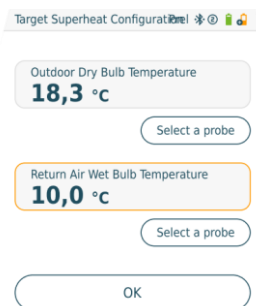 Target Superheat Configuration
Outdoor Dry Bulb Temperature
18,3 °C
Select a probe
Return Air Wet Bulb Temperature
10,0 °C
Select a probe
OK